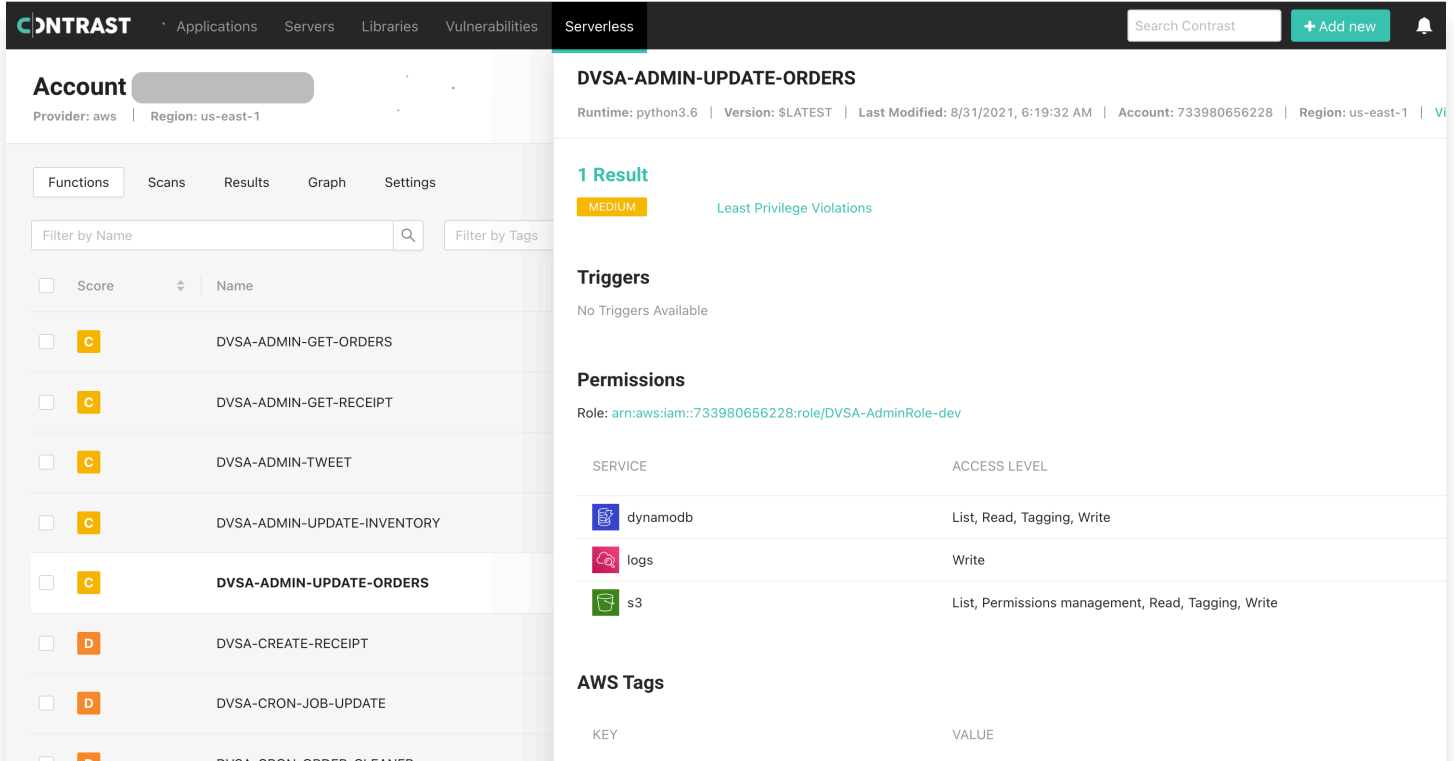 CONTRAST
Applications
Servers
Libraries
Vulnerabilities
Serverless
Search Contrast
+ Add new
Account
Provider: aws
Region: us-east-1
Functions
Scans
Results
Graph
Settings
Filter by Name
Filter by Tags
Score
Name
C DVSA-ADMIN-GET-ORDERS
C DVSA-ADMIN-GET-RECEIPT
C DVSA-ADMIN-TWEET
C DVSA-ADMIN-UPDATE-INVENTORY
C DVSA-ADMIN-UPDATE-ORDERS
D DVSA-CREATE-RECEIPT
D DVSA-CRON-JOB-UPDATE
D DVSA-CRON-ORDER-CLEANER
DVSA-ADMIN-UPDATE-ORDERS
Runtime: python3.6 | Version: $LATEST | Last Modified: 8/31/2021, 6:19:32 AM | Account: 733980656228 | Region: us-east-1 | Vi
1 Result
MEDIUM
Least Privilege Violations
Triggers
No Triggers Available
Permissions
Role: arn:aws:iam::733980656228:role/DVSA-AdminRole-dev
SERVICE
ACCESS LEVEL
dynamodb
List, Read, Tagging, Write
logs
Write
s3
List, Permissions management, Read, Tagging, Write
AWS Tags
KEY
VALUE